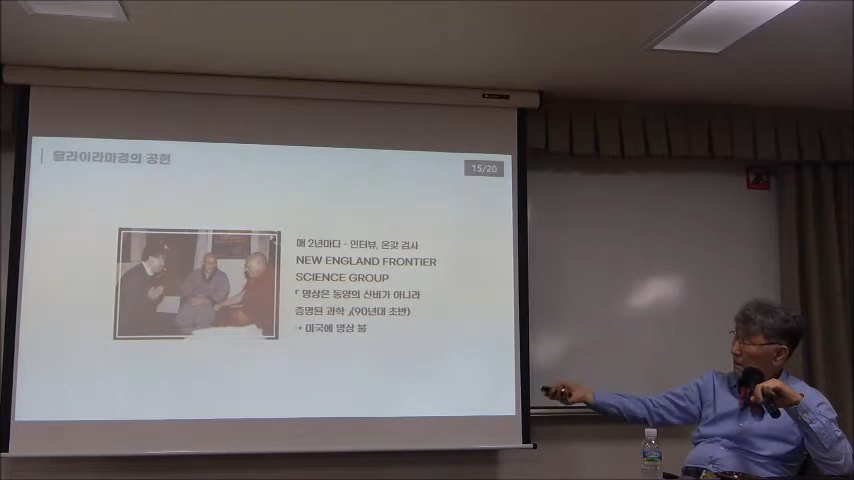 달라이라마경의 공헌
15/20
매 2년마다 - 인터뷰, 온갖 검사
NEW ENGLAND FRONTIER
SCIENCE GROUP
『명상은 동양의 신비가 아니라
증명된 과학』(90년대 초반)
→ 미국에 명상 붐